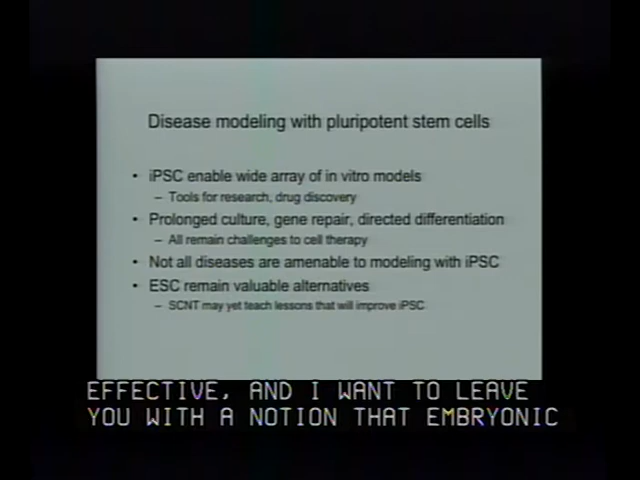 Disease modeling with pluripotent stem cells
• iPSC enable wide array of in vitro models
– Tools for research, drug discovery
• Prolonged culture, gene repair, directed differentiation
– All remain challenges to cell therapy
• Not all diseases are amenable to modeling with iPSC
• ESC remain valuable alternatives
– SCNT may yet teach lessons that will improve iPSC
EFFECTIVE, AND I WANT TO LEAVE
YOU WITH A NOTION THAT EMBRYONIC